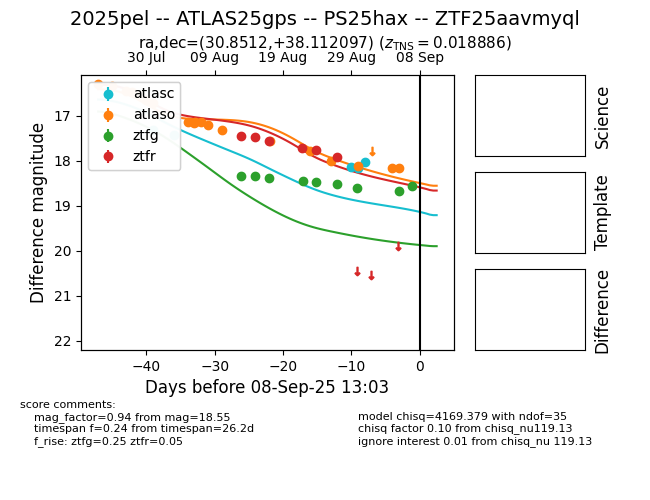 2025pel -- ATLAS25gps -- PS25hax -- ZTF25aavmyql
ra,dec=(30.8512,+38.112097) (z_TNS = 0.018886)
30 Jul 09 Aug 19 Aug 29 Aug 08 Sep
atlasc
atlaso
ztfg
ztfr
17
18
19
20
21
22
Difference magnitude
−40 −30 −20 −10 0
Days before 08-Sep-25 13:03
Science
Template
Difference
score comments:
mag_factor=0.94 from mag=18.55
timespan f=0.24 from timespan=26.2d
f_rise: ztfg=0.25 ztfr=0.05
model chisq=4169.379 with ndof=35
chisq factor 0.10 from chisq_nu119.13
ignore interest 0.01 from chisq_nu 119.13